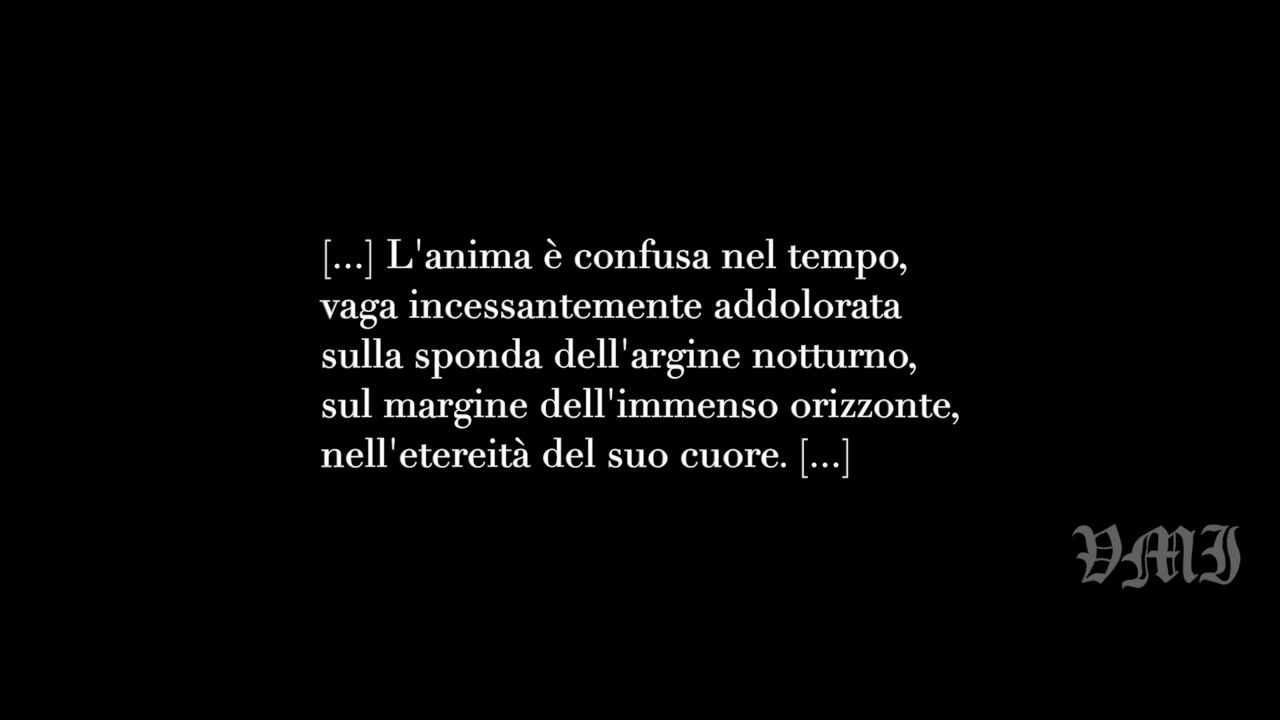 [...] L'anima è confusa nel tempo,
vaga incessantemente addolorata
sulla sponda dell'argine notturno,
sul margine dell'immenso orizzonte,
nell'etereità del suo cuore. [...]
VMI